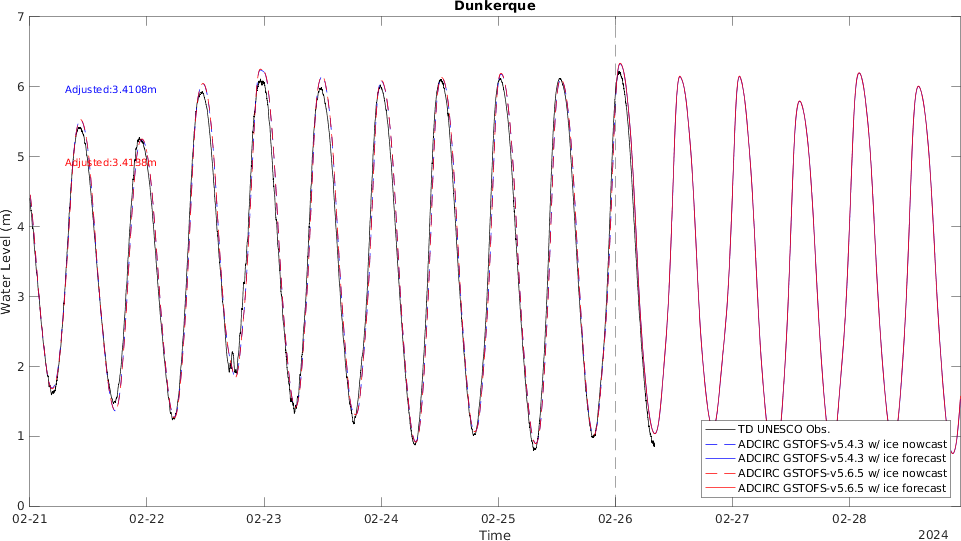 Dunkerque
7
6
5
4
3
2
1
0
Water Level (m)
Adjusted:3.4108m
Adjusted:3.4138m
TD UNESCO Obs.
ADCIRC GSTOFS-v5.4.3 w/ ice nowcast
ADCIRC GSTOFS-v5.4.3 w/ ice forecast
ADCIRC GSTOFS-v5.6.5 w/ ice nowcast
ADCIRC GSTOFS-v5.6.5 w/ ice forecast
02-21 02-22 02-23 02-24 02-25 02-26 02-27 02-28
Time
2024